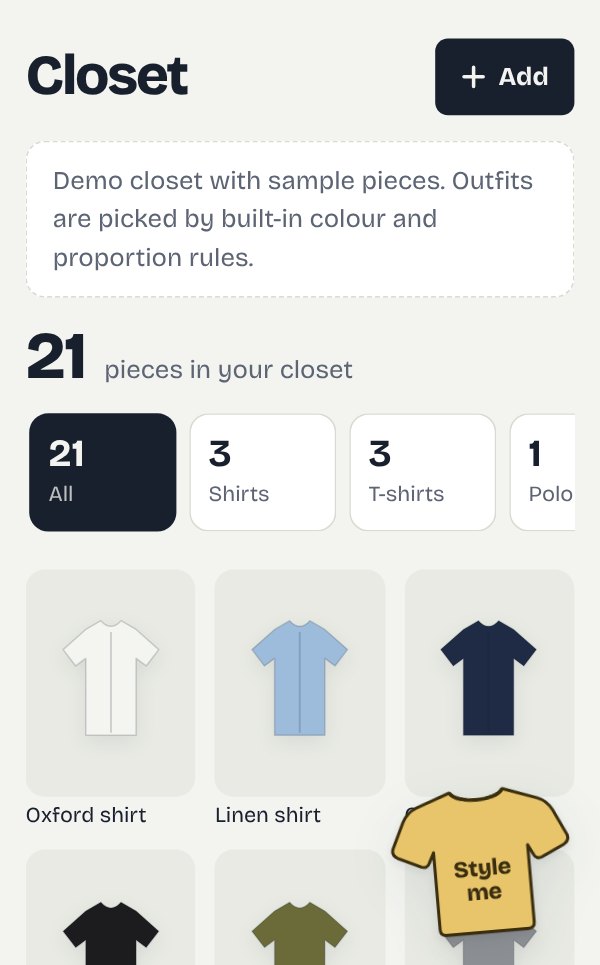 Closet
+ Add
Demo closet with sample pieces. Outfits
are picked by built-in colour and
proportion rules.
21 pieces in your closet
21
All
3
Shirts
3
T-shirts
1
Polo
Oxford shirt
Linen shirt
Style
me